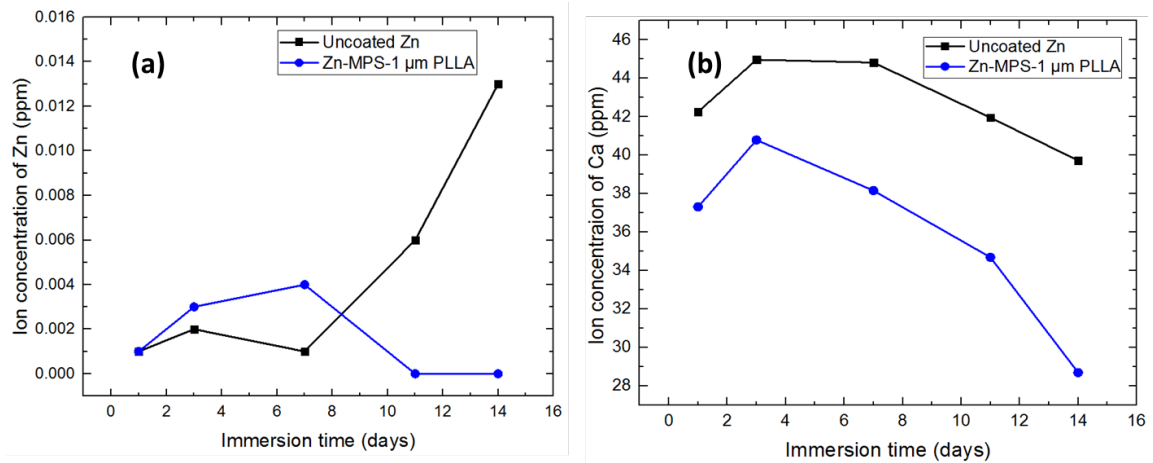 (a)
Uncoated Zn
Zn-MPS-1 µm PLLA
Ion concentration of Zn (ppm)
0.016
0.014
0.012
0.010
0.008
0.006
0.004
0.002
0.000
0 2 4 6 8 10 12 14 16
Immersion time (days)
(b)
Uncoated Zn
Zn-MPS-1 µm PLLA
Ion concentraion of Ca (ppm)
46
44
42
40
38
36
34
32
30
28
0 2 4 6 8 10 12 14 16
Immersion time (days)